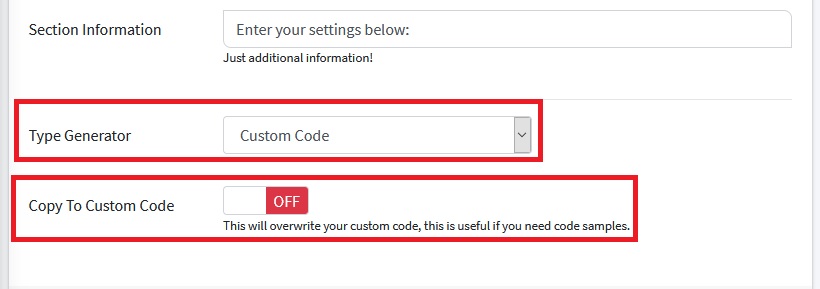 Section Information
Enter your settings below:
Just additional information!
Type Generator
Custom Code
Copy To Custom Code
OFF
This will overwrite your custom code, this is useful if you need code samples.